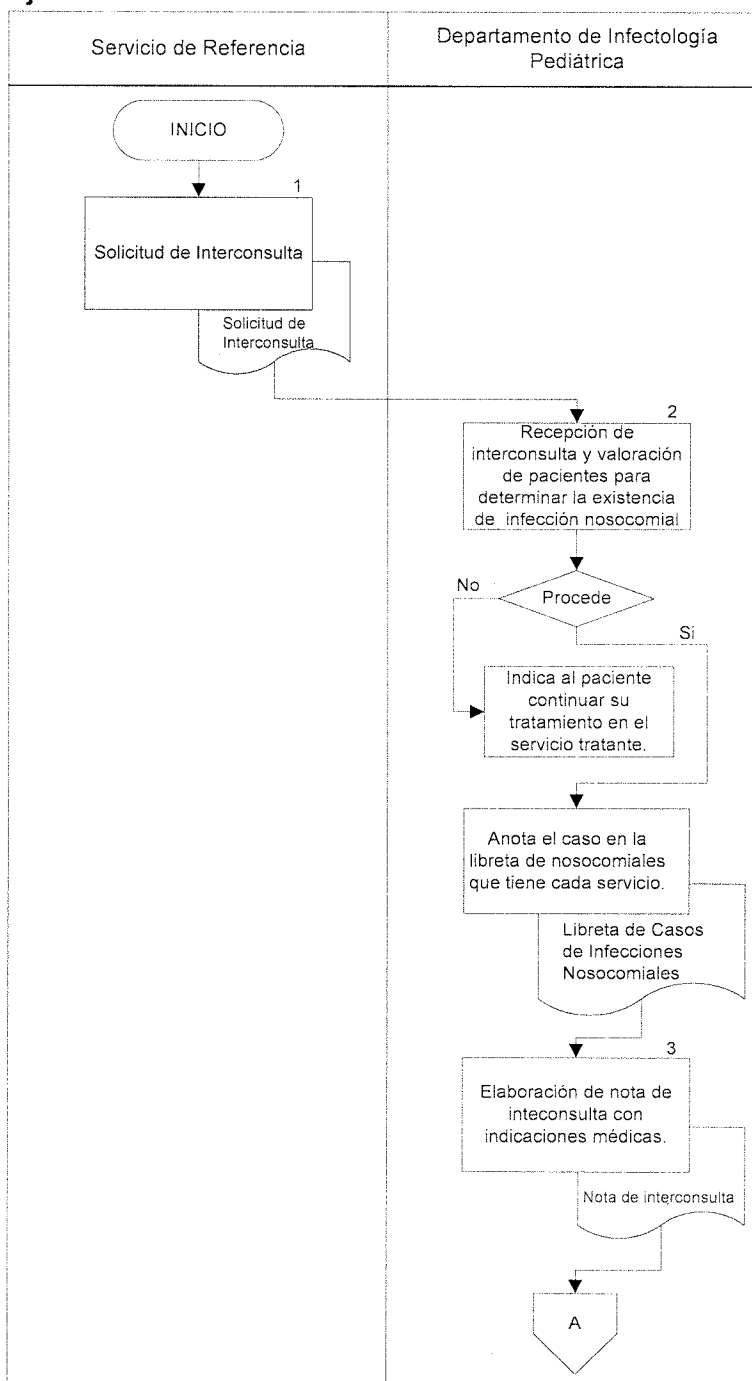 Servicio de Referencia
Departamento de Infectología
Pediátrica
INICIO
1
Solicitud de Interconsulta
Solicitud de
Interconsulta
2
Recepción de
interconsulta y valoración
de pacientes para
determinar la existencia
de infección nosocomial
No
Procede
Si
Indica al paciente
continuar su
tratamiento en el
servicio tratante.
Anota el caso en la
libreta de nosocomiales
que tiene cada servicio.
Libreta de Casos
de Infecciones
Nosocomiales
3
Elaboración de nota de
inteconsulta con
indicaciones médicas.
Nota de interconsulta
A